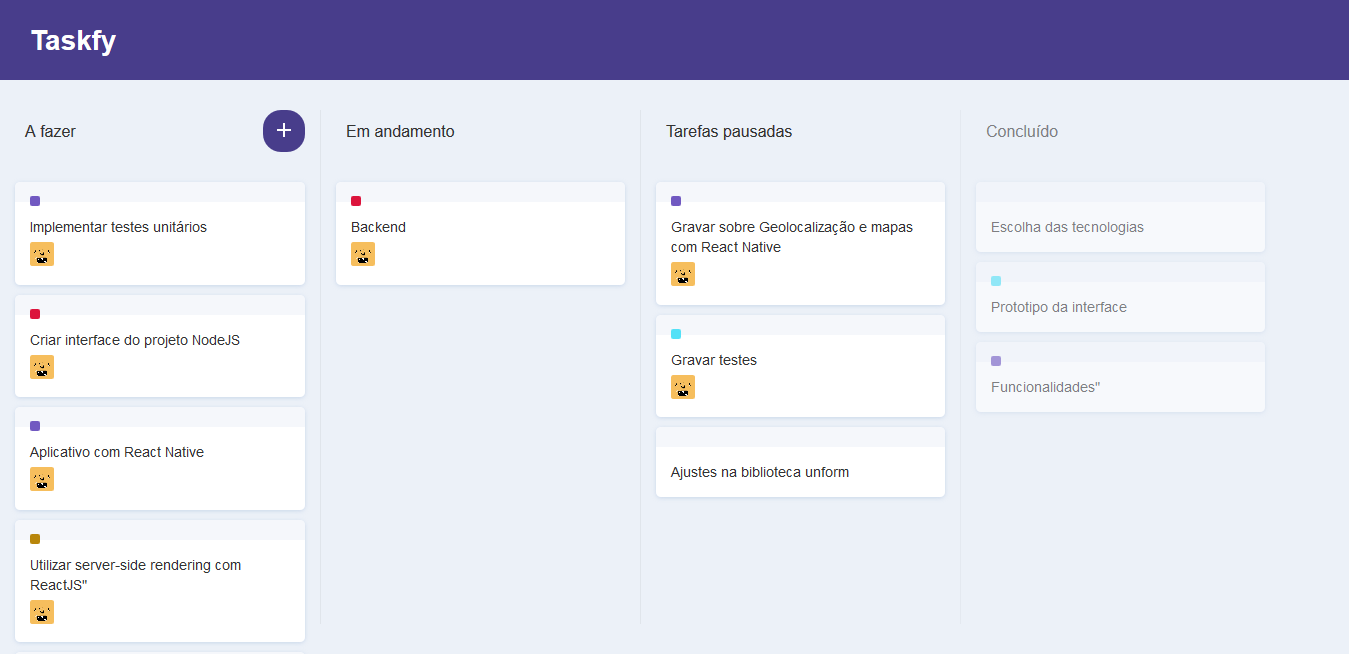 Taskfy
A fazer
Implementar testes unitários
Criar interface do projeto NodeJS
Aplicativo com React Native
Utilizar server-side rendering com
ReactJS"
Em andamento
Backend
Tarefas pausadas
Gravar sobre Geolocalização e mapas
com React Native
Gravar testes
Ajustes na biblioteca unform
Concluído
Escolha das tecnologias
Prototipo da interface
Funcionalidades"